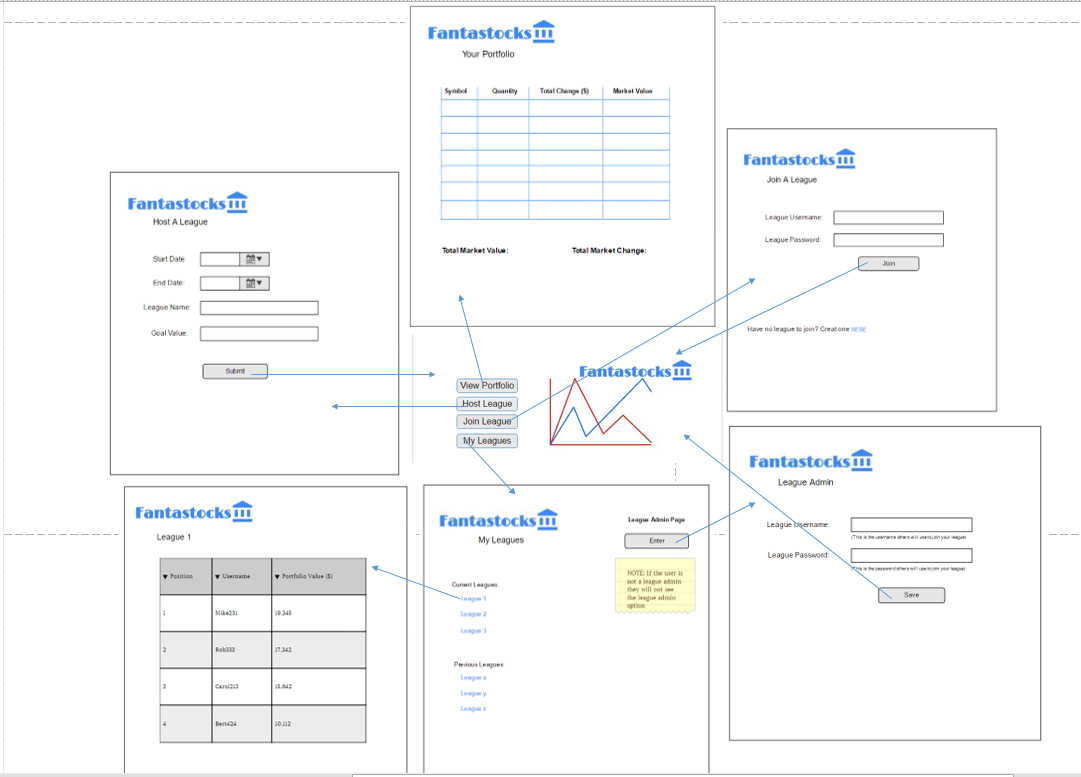 Fantastocks
Your Portfolio
Symbol Quantity Total Change ($) Market Value
Total Market Value: Total Market Change:
Fantastocks
Host A League
Start Date:
End Date:
League Name:
Goal Value:
Submit
Fantastocks
Join A League
League Username:
League Password:
Join
Have no league to join? Creat one HERE
Fantastocks
View Portfolio
Host League
Join League
My Leagues
Fantastocks
League 1
Position Username Portfolio Value ($)
1 Mike231 19,345
2 Rob333 17,342
3 Carol213 15,642
4 Bert424 10,112
Fantastocks
My Leagues
League Admin Page
Enter
NOTE: If the user is
not a league admin
they will not see
the league admin
option
Current Leagues:
League 1
League 2
League 3
Previous Leagues:
League x
League y
League z
Fantastocks
League Admin
League Username:
(This is the username others will use to join your league)
League Password:
(This is the password others will use to join your league)
Save